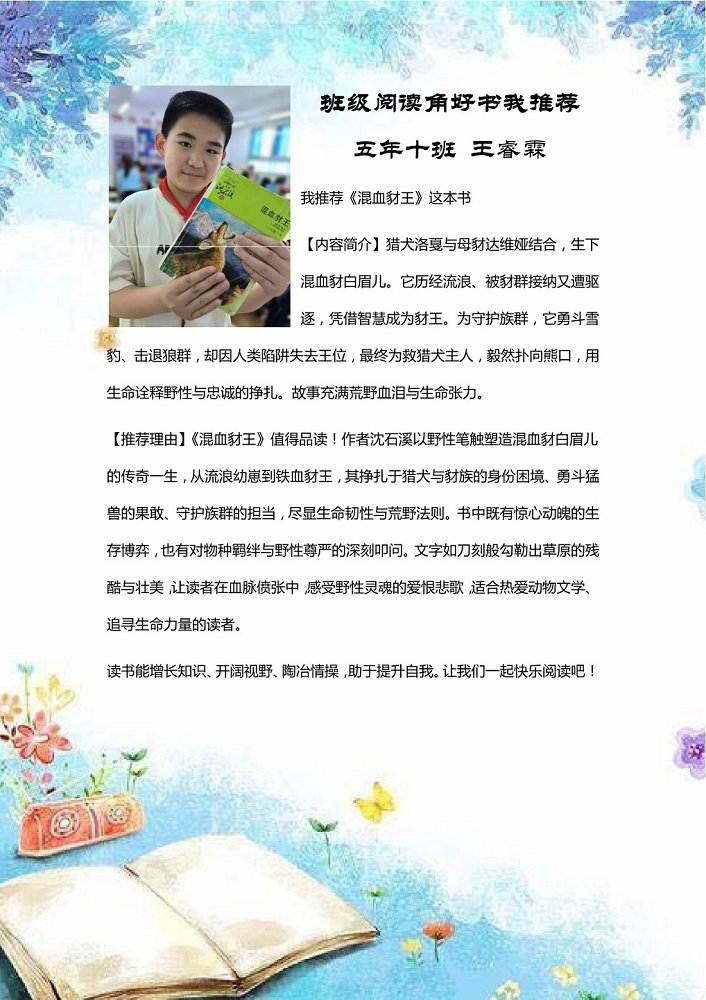 班级阅读角好书我推荐
五年十班 王睿霖
我推荐《混血豺王》这本书
【内容简介】猎犬洛戛与母豺达维娅结合，生下
混血豺白眉儿。它历经流浪、被豺群接纳又遭驱
逐，凭借智慧成为豺王。为守护族群，它勇斗雪
豹、击退狼群，却因人类陷阱失去王位，最终为救猎犬主人，毅然扑向熊口，用
生命诠释野性与忠诚的挣扎。故事充满荒野血泪与生命张力。
【推荐理由】《混血豺王》值得品读！作者沈石溪以野性笔触塑造混血豺白眉儿
的传奇一生，从流浪幼崽到铁血豺王，其挣扎于猎犬与豺族的身份困境、勇斗猛
兽的果敢、守护族群的担当，尽显生命韧性与荒野法则。书中既有惊心动魄的生
存博弈，也有对物种羁绊与野性尊严的深刻叩问。文字如刀刻般勾勒出草原的残
酷与壮美，让读者在血脉偾张中，感受野性灵魂的爱恨悲歌，适合热爱动物文学、
追寻生命力量的读者。
读书能增长知识、开阔视野、陶冶情操，助于提升自我。让我们一起快乐阅读吧！
混血豺王